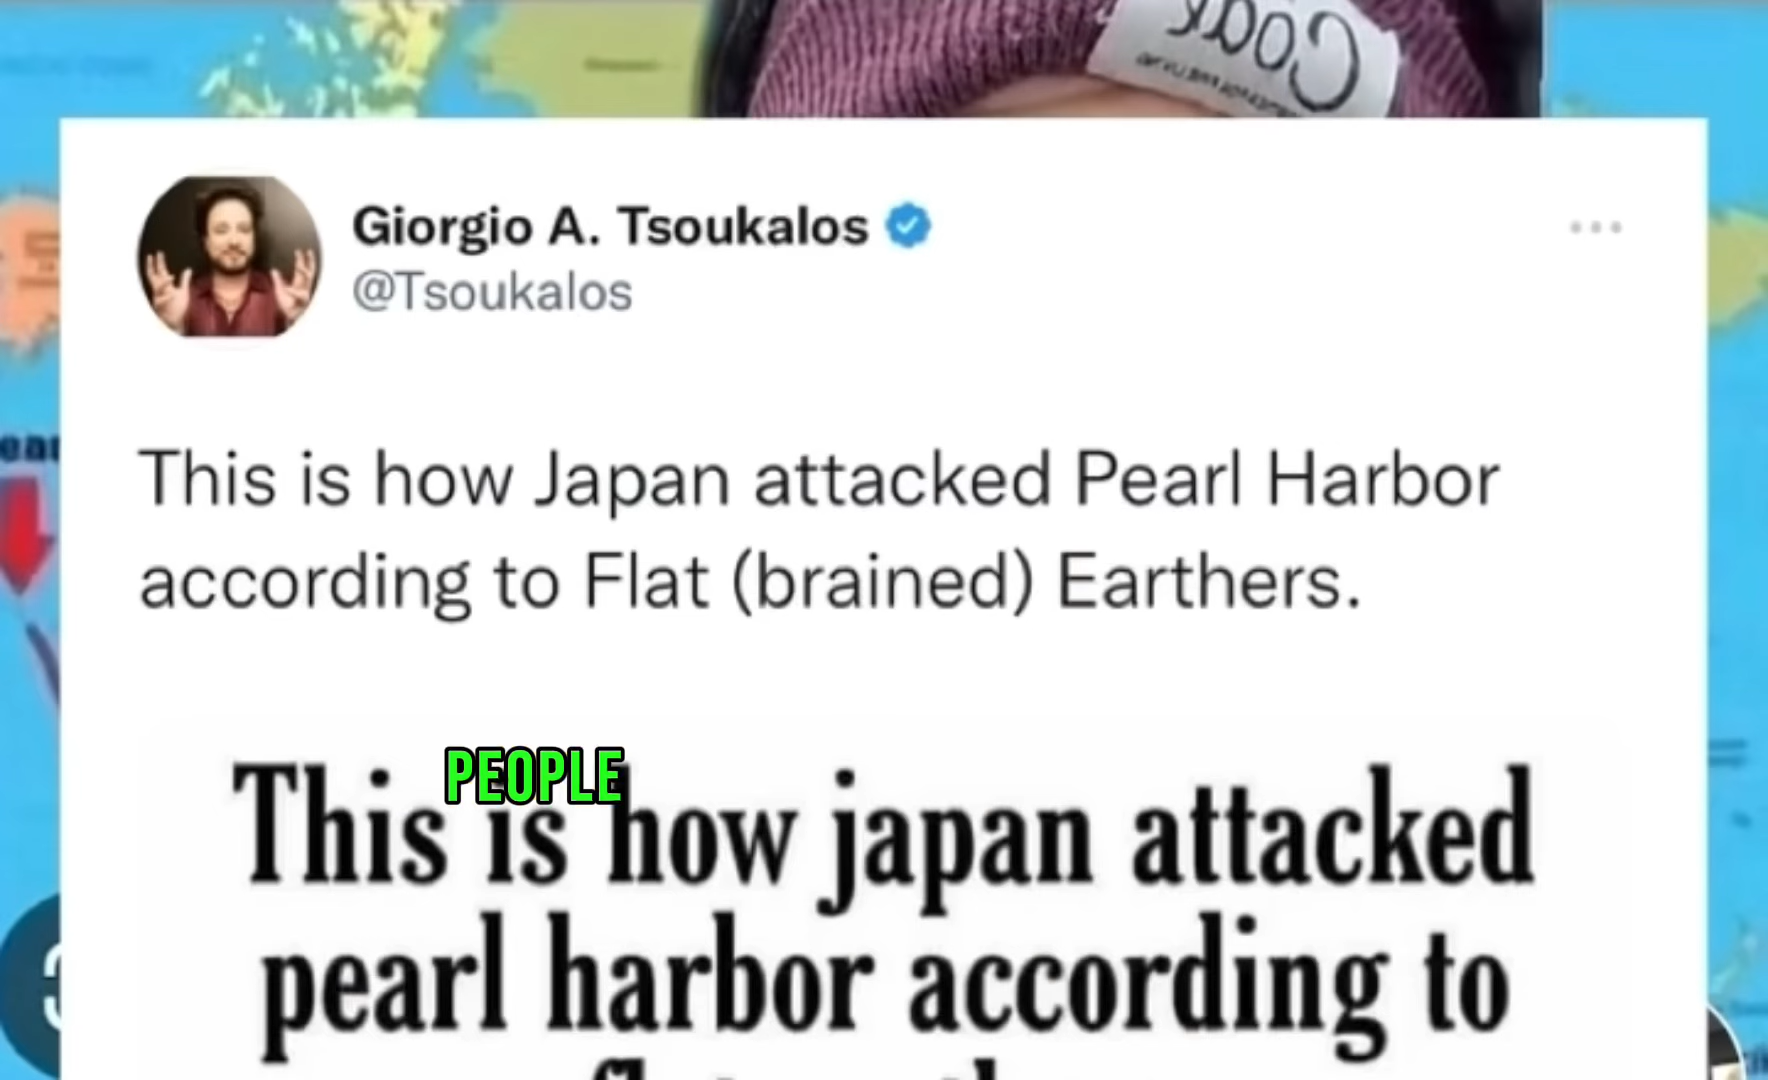 Cook
Giorgio A. Tsoukalos
@Tsoukalos
This is how Japan attacked Pearl Harbor
according to Flat (brained) Earthers.
PEOPLE
This is how japan attacked
pearl harbor according to